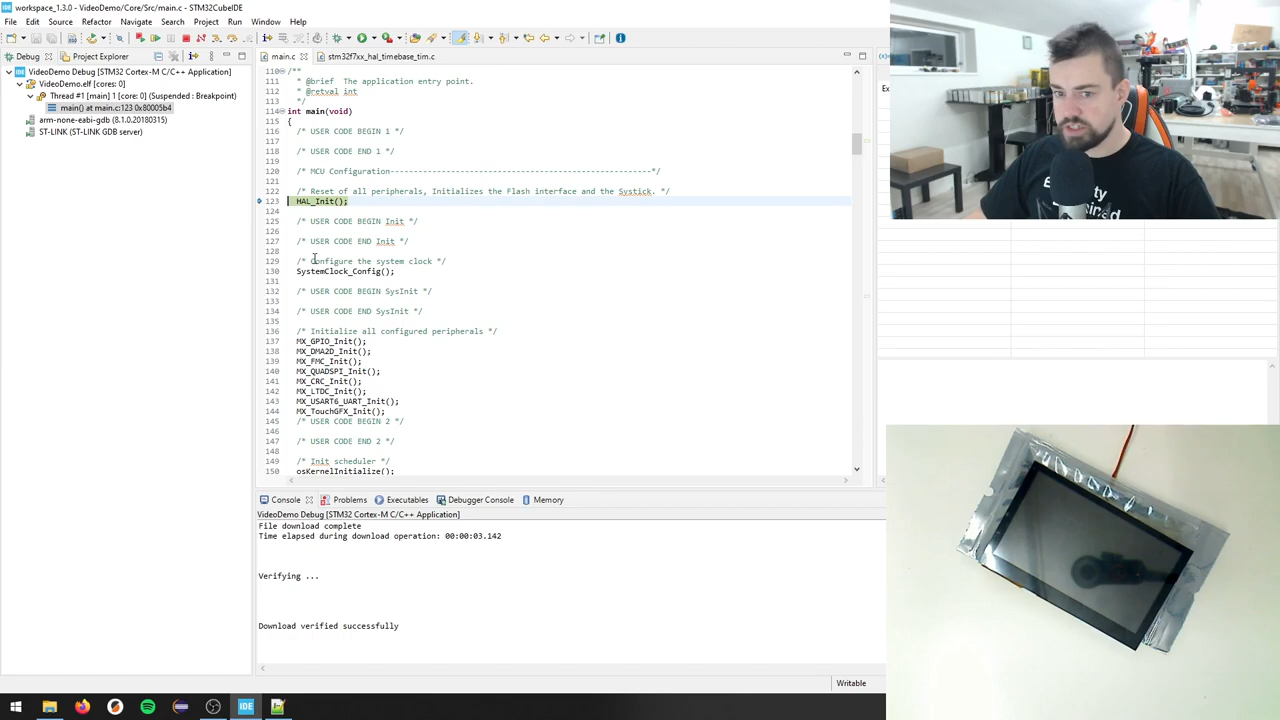 workspace_1.3.0 - VideoDemo/Core/Src/main.c - STM32CubeIDE
File Edit Source Refactor Navigate Search Project Run Window Help
Debug
Project Explorer
VideoDemo Debug [STM32 Cortex-M C/C++ Application]
VideoDemo.elf [cores: 0]
Thread #1 [main] 1 [core: 0] (Suspended : Breakpoint)
main() at main.c:123 0x80005b4
arm-none-eabi-gdb (8.1.0.20180315)
ST-LINK (ST-LINK GDB server)
main.c
stm32f7xx_hal_timebase_tim.c
110 /**
111 * @brief The application entry point.
112 * @retval int
113 */
114 int main(void)
115 {
116 /* USER CODE BEGIN 1 */
117
118 /* USER CODE END 1 */
119
120 /* MCU Configuration--------------------------------------------------------*/
121
122 /* Reset of all peripherals, Initializes the Flash interface and the Systick. */
123 HAL_Init();
124
125 /* USER CODE BEGIN Init */
126
127 /* USER CODE END Init */
128
129 /* Configure the system clock */
130 SystemClock_Config();
131
132 /* USER CODE BEGIN SysInit */
133
134 /* USER CODE END SysInit */
135
136 /* Initialize all configured peripherals */
137 MX_GPIO_Init();
138 MX_DMA2D_Init();
139 MX_FMC_Init();
140 MX_QUADSPI_Init();
141 MX_CRC_Init();
142 MX_LTDC_Init();
143 MX_USART6_UART_Init();
144 MX_TouchGFX_Init();
145 /* USER CODE BEGIN 2 */
146
147 /* USER CODE END 2 */
148
149 /* Init scheduler */
150 osKernelInitialize();
Ex
Console
Problems
Executables
Debugger Console
Memory
VideoDemo Debug [STM32 Cortex-M C/C++ Application]
File download complete
Time elapsed during download operation: 00:00:03.142
Verifying ...
Download verified successfully
Writable
IDE